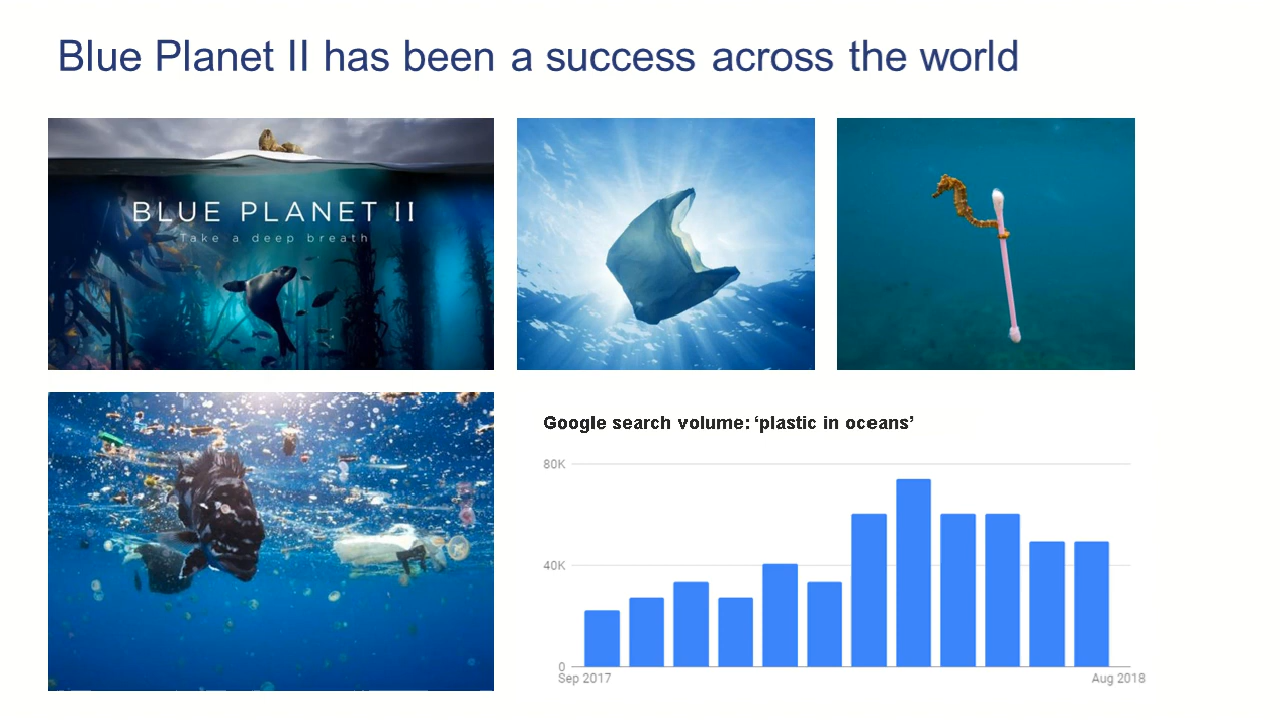 Blue Planet II has been a success across the world
BLUE PLANET II
Take a deep breath
Google search volume: ‘plastic in oceans’
80K
40K
0
Sep 2017
Aug 2018